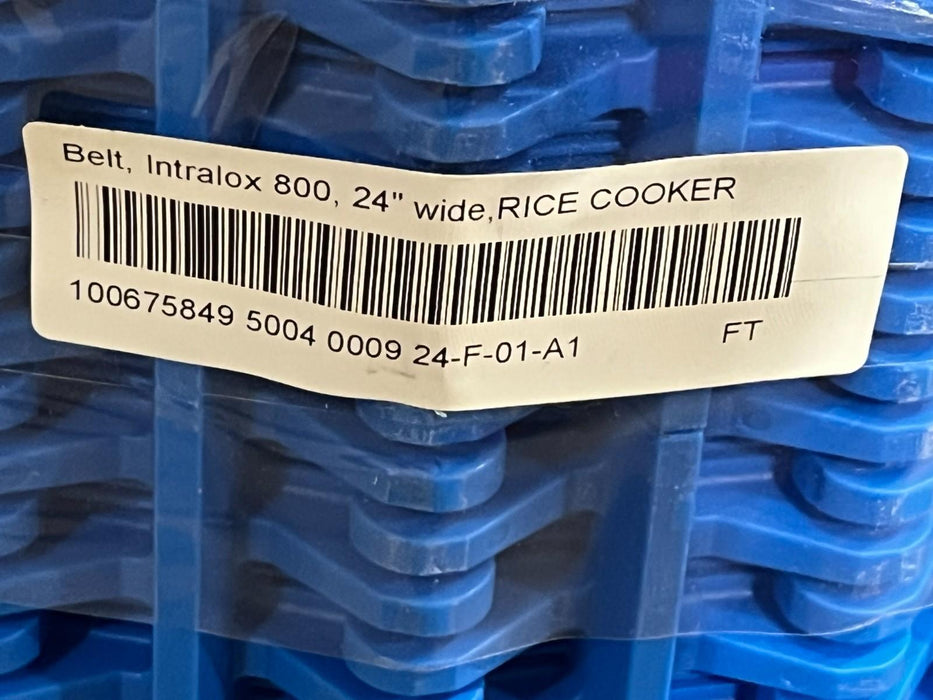 Belt, Intralox 800, 24" wide,RICE COOKER
100675849 5004 0009 24-F-01-A1 FT